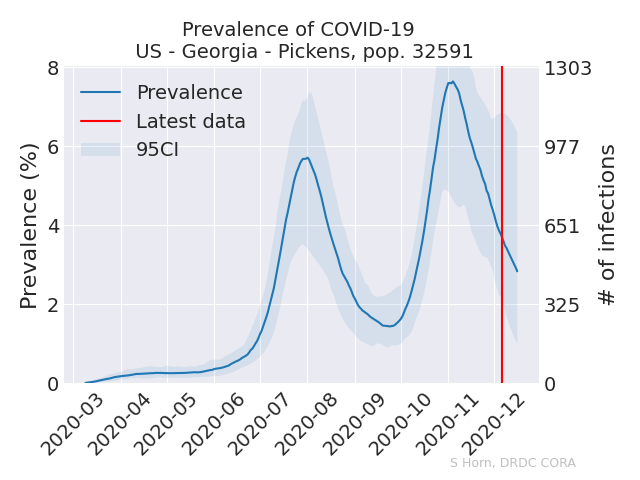 Prevalence of COVID-19
US - Georgia - Pickens, pop. 32591
8
6
4
2
0
1303
977
651
325
0
Prevalence (%)
# of infections
Prevalence
Latest data
95CI
2020-03
2020-04
2020-05
2020-06
2020-07
2020-08
2020-09
2020-10
2020-11
2020-12
S Horn, DRDC CORA